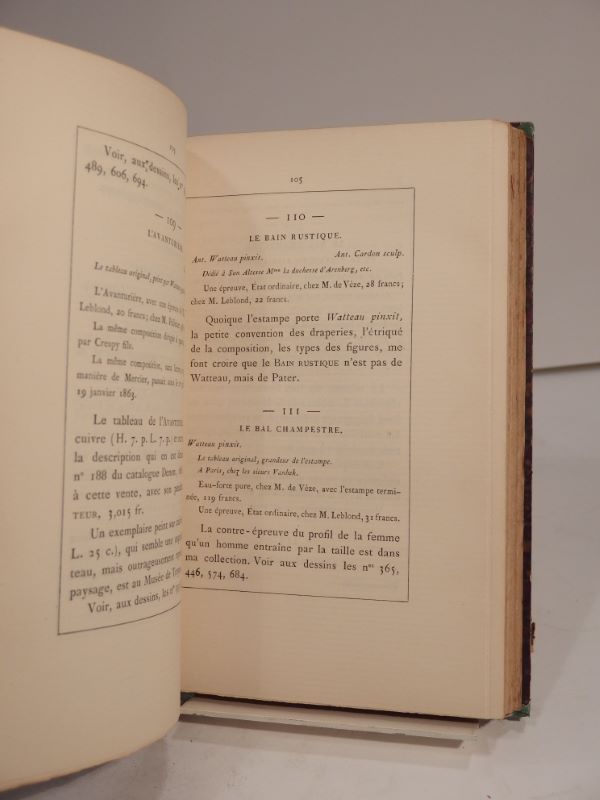 Voir, aux dessins, les
489, 606, 694.
— 109 —
L'AVANTURI
Le tableau original, peint par
L'Avanturière, avec son
Leblond, 20 francs; chez M.
La même composition
par Crespy fils.
La même composition,
manière de Mercier,
19 janvier 1863.
Le tableau de l'
cuivre (H. 7. p. L. 7. p.)
la description qui en
n° 188 du catalogue
à cette vente, avec son
TEUR, 3,015 fr.
Un exemplaire peint sur
L. 25 c.), qui semble une
teau, mais outrageusement
paysage, est au Musée de
Voir, aux dessins, les n°
105
— 110 —
LE BAIN RUSTIQUE.
Ant. Watteau pinxit. Ant. Cardon sculp.
Dédié à Son Altesse Mme la duchesse d'Arenberg, etc.
Une épreuve, État ordinaire, chez M. de Vèze, 28 francs;
chez M. Leblond, 22 francs.
Quoique l'estampe porte Watteau pinxit,
la petite convention des draperies, l'étriqué
de la composition, les types des figures, me
font croire que le BAIN RUSTIQUE n'est pas de
Watteau, mais de Pater.
— 111 —
LE BAL CHAMPESTRE.
Watteau pinxit.
Le tableau original, grandeur de l'estampe.
A Paris, chez les sieurs Vanhek.
Eau-forte pure, chez M. de Vèze, avec l'estampe termi-
née, 119 francs.
Une épreuve, État ordinaire, chez M. Leblond, 31 francs.
La contre-épreuve du profil de la femme
qu'un homme entraine par la taille est dans
ma collection. Voir aux dessins les nos 365,
446, 574, 684.